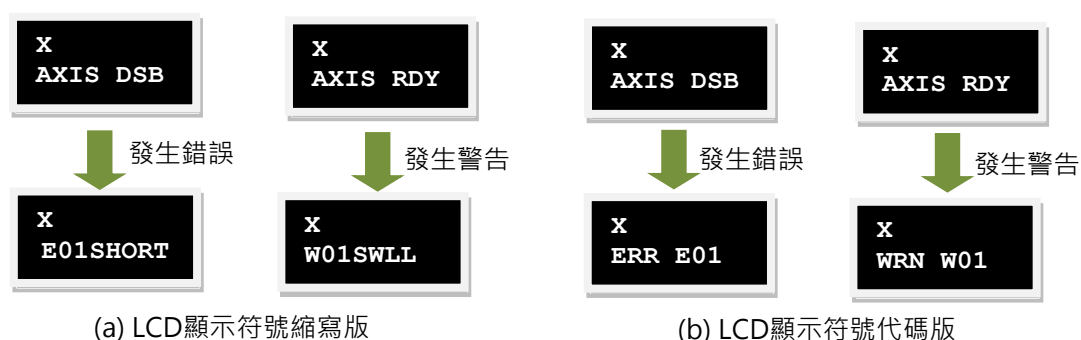 X
AXIS DSB
X
AXIS RDY
發生錯誤
發生警告
X
E01SHORT
X
W01SWLL
(a) LCD顯示符號縮寫版
X
AXIS DSB
X
AXIS RDY
發生錯誤
發生警告
X
ERR E01
X
WRN W01
(b) LCD顯示符號代碼版